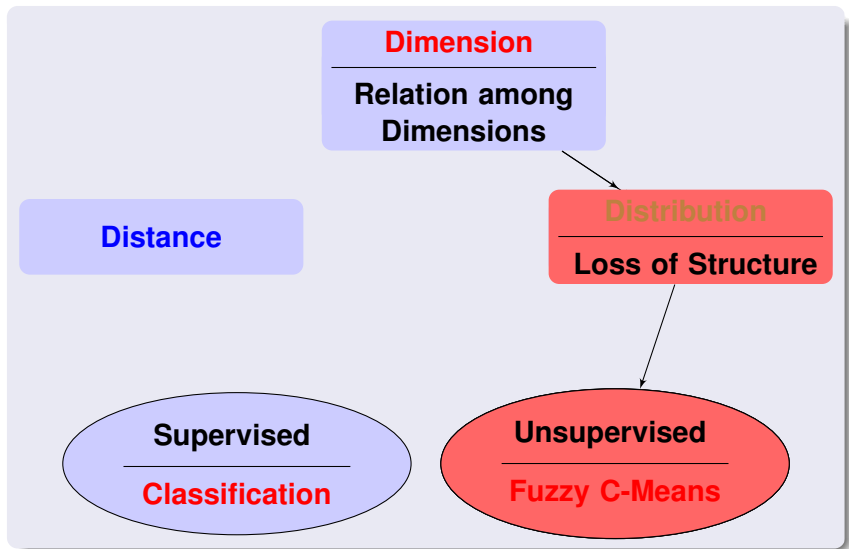 Dimension
Relation among
Dimensions
Distance
Distribution
Loss of Structure
Supervised
Classification
Unsupervised
Fuzzy C-Means